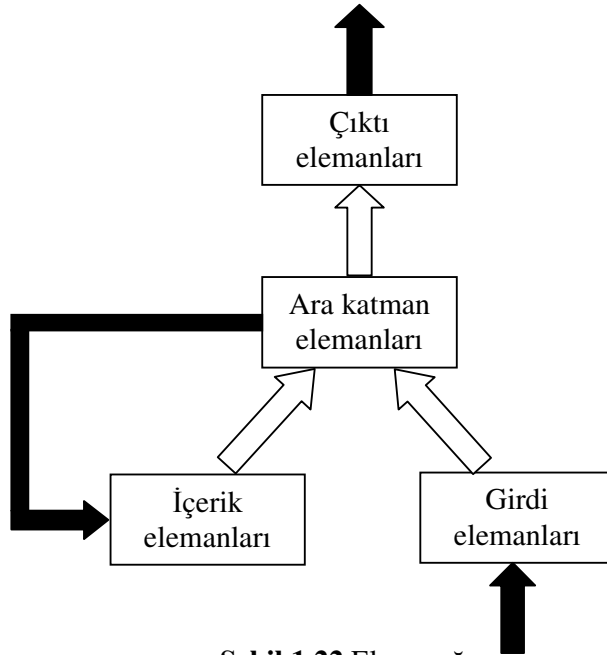 Çıktı
elemanları
Ara katman
elemanları
İçerik
elemanları
Girdi
elemanları